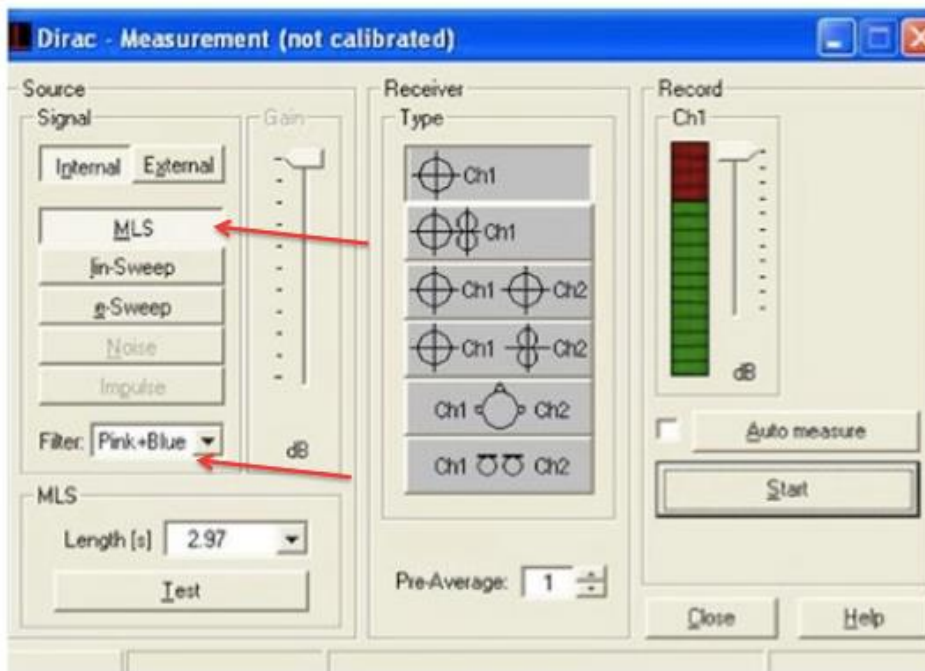 Dirac - Measurement (not calibrated)
Source
Signal
Internal External
MLS
lin-Sweep
e-Sweep
Noise
Impulse
Filter: Pink+Blue
Gain
dB
MLS
Length [s] 2.97
Test
Receiver
Type
Ch1
Ch1
Ch1 Ch2
Ch1 Ch2
Ch1 Ch2
Ch1 Ch2
Pre-Average: 1
Record
Ch1
dB
Auto measure
Start
Close Help